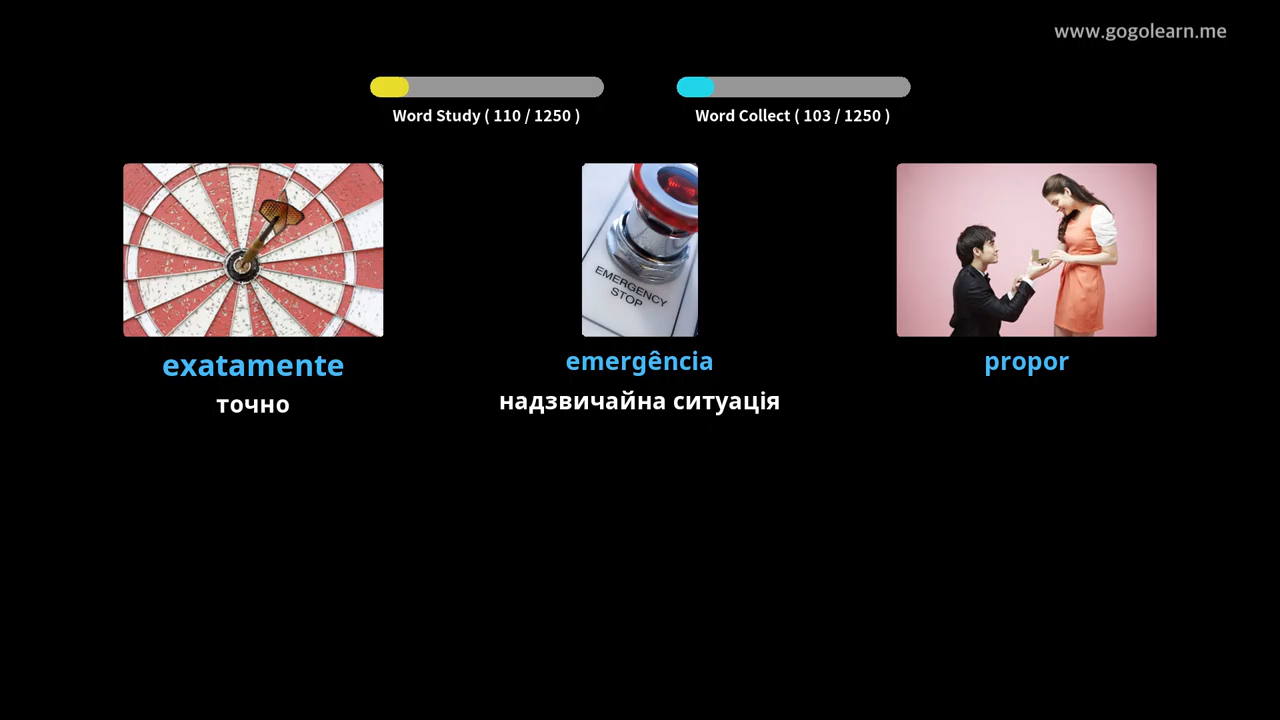 www.gogolearn.me
Word Study ( 110 / 1250 )
Word Collect ( 103 / 1250 )
EMERGENCY
STOP
exatamente
emergência
propor
точно
надзвичайна ситуація